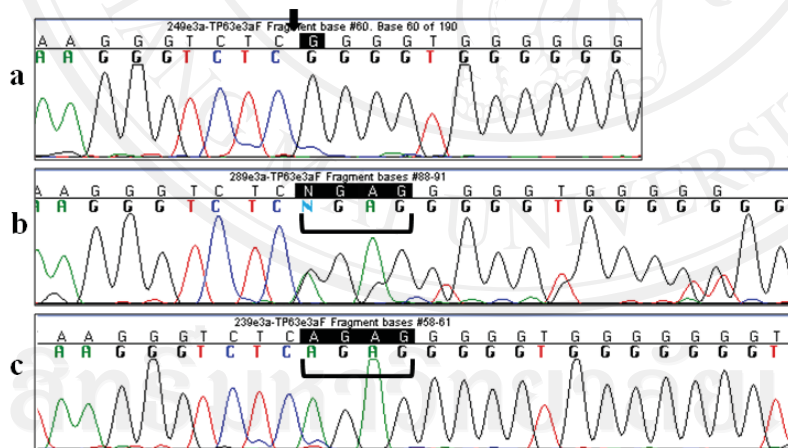 249e3a-TP63e3aF Fragment base #60. Base 60 of 190
A A G G G T C T C G G G G T G G G G G G
A A G G G T C T C G G G G T G G G G G G
a
289e3a-TP63e3aF Fragment bases #88-91
A A G G G T C T C N G A G G G G G T G G G G G
A A G G G T C T C N G A G G G G G T G G G G G G G
b
239e3a-TP63e3aF Fragment bases #58-61
A A G G G T C T C A G A G G G G G T G G G G G G G T
A A G G G T C T C A G A G G G G G T G G G G G G G T
c